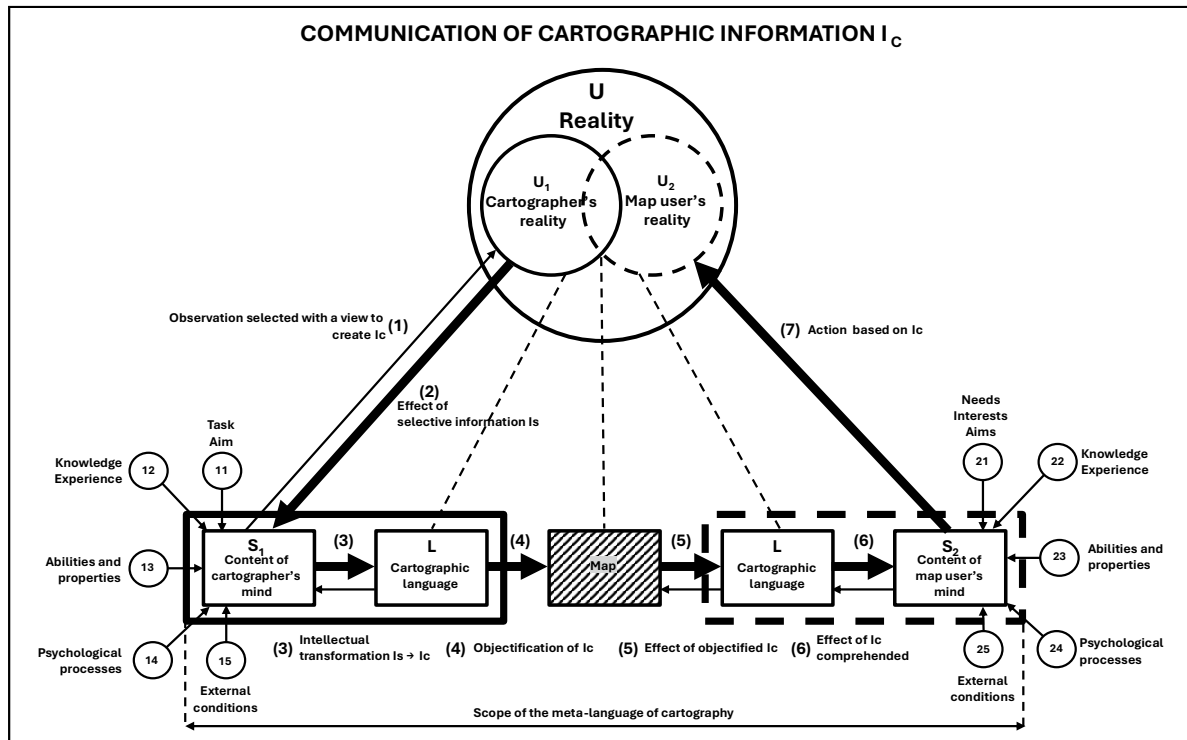 COMMUNICATION OF CARTOGRAPHIC INFORMATION I C
U
Reality
U1
Cartographer's
reality
U2
Map user's
reality
Observation selected with a view to
create Ic
(1)
(2)
Effect of
selective information Is
(7) Action based on Ic
Task
Aim
11
Knowledge
Experience
12
Abilities and
properties
13
Psychological
processes
14
15
External
conditions
S1
Content of
cartographer's
mind
(3)
L
Cartographic
language
(4)
Map
(5)
L
Cartographic
language
(6)
S2
Content of
map user's
mind
Needs
Interests
Aims
21
22
Knowledge
Experience
23
Abilities and
properties
24
Psychological
processes
25
External
conditions
(3) Intellectual
transformation Is → Ic
(4) Objectification of Ic
(5) Effect of objectified Ic
(6) Effect of Ic
comprehended
Scope of the meta-language of cartography